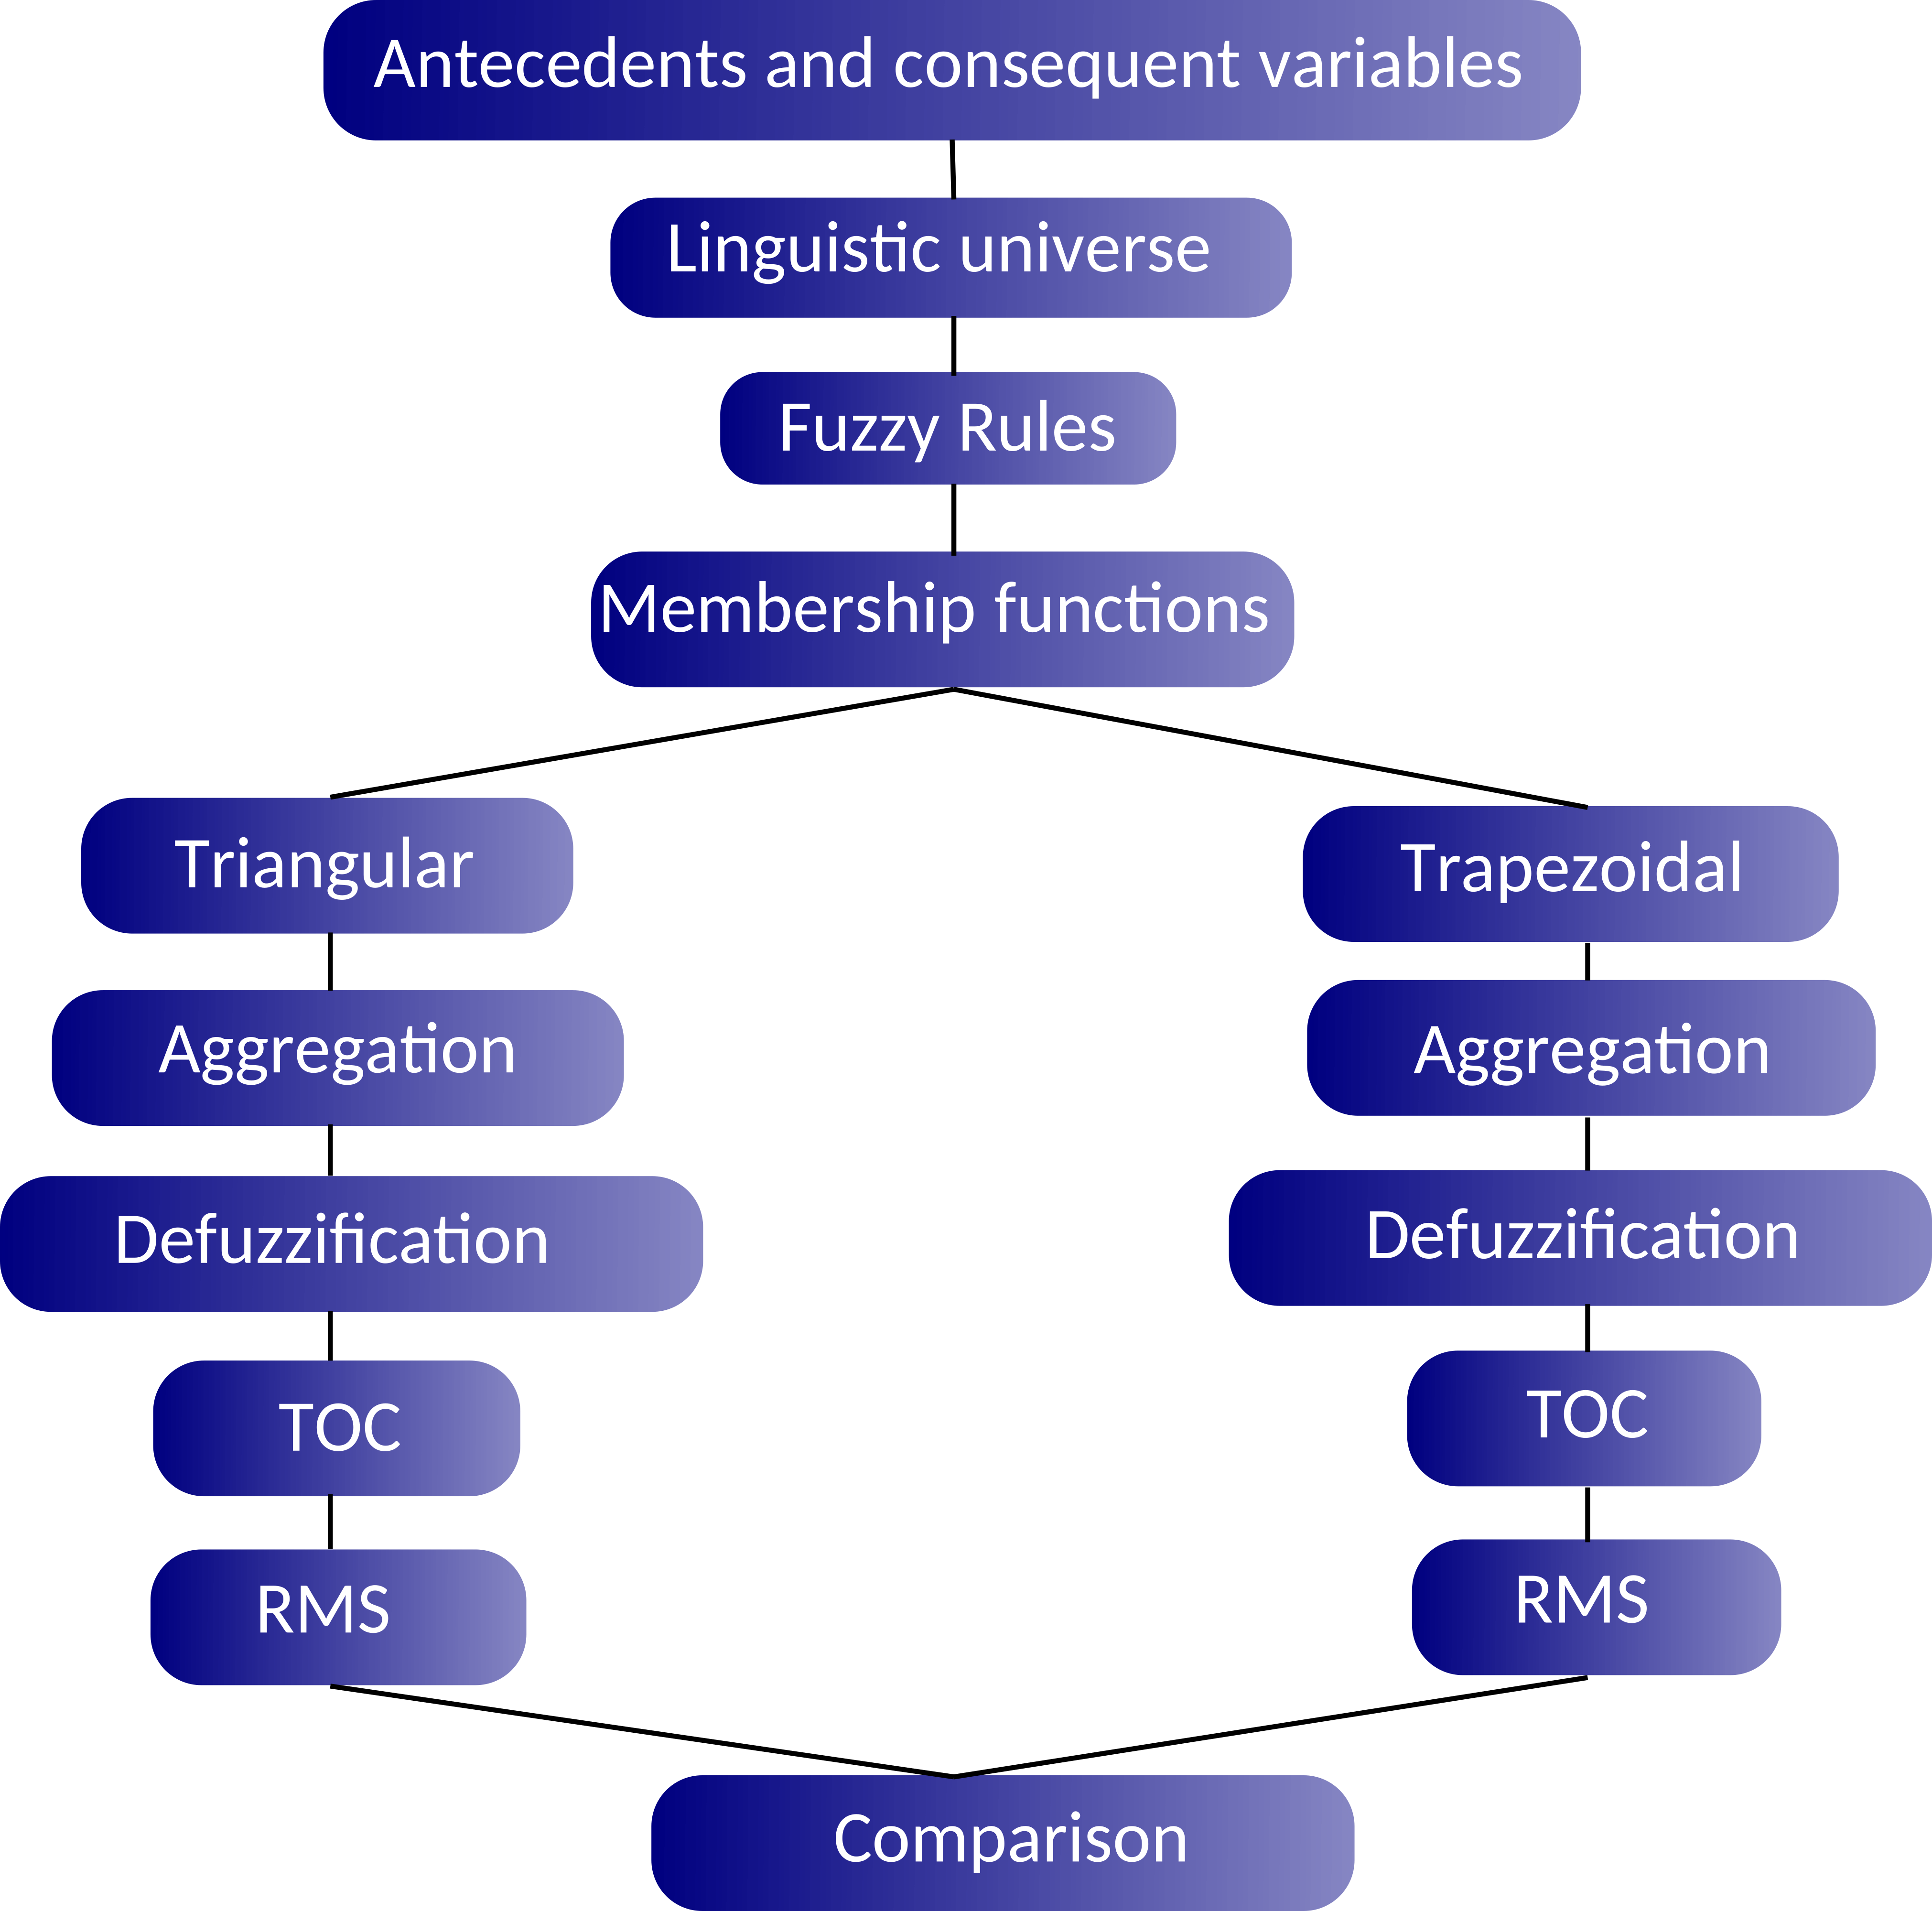 Antecedents and consequent variables
Linguistic universe
Fuzzy Rules
Membership functions
Triangular
Aggregation
Defuzzification
TOC
RMS
Trapezoidal
Aggregation
Defuzzification
TOC
RMS
Comparison